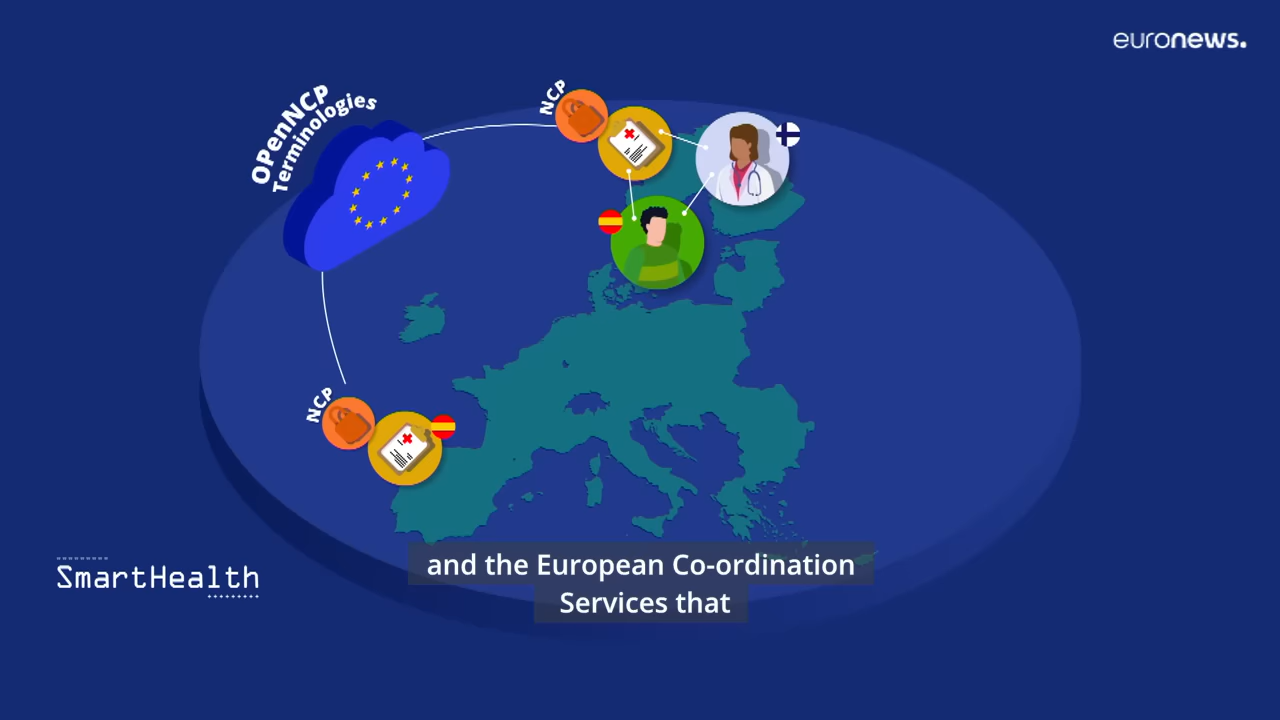 euronews.
OPenNCP
Terminologies
NCP
NCP
SmartHealth
and the European Co-ordination
Services that